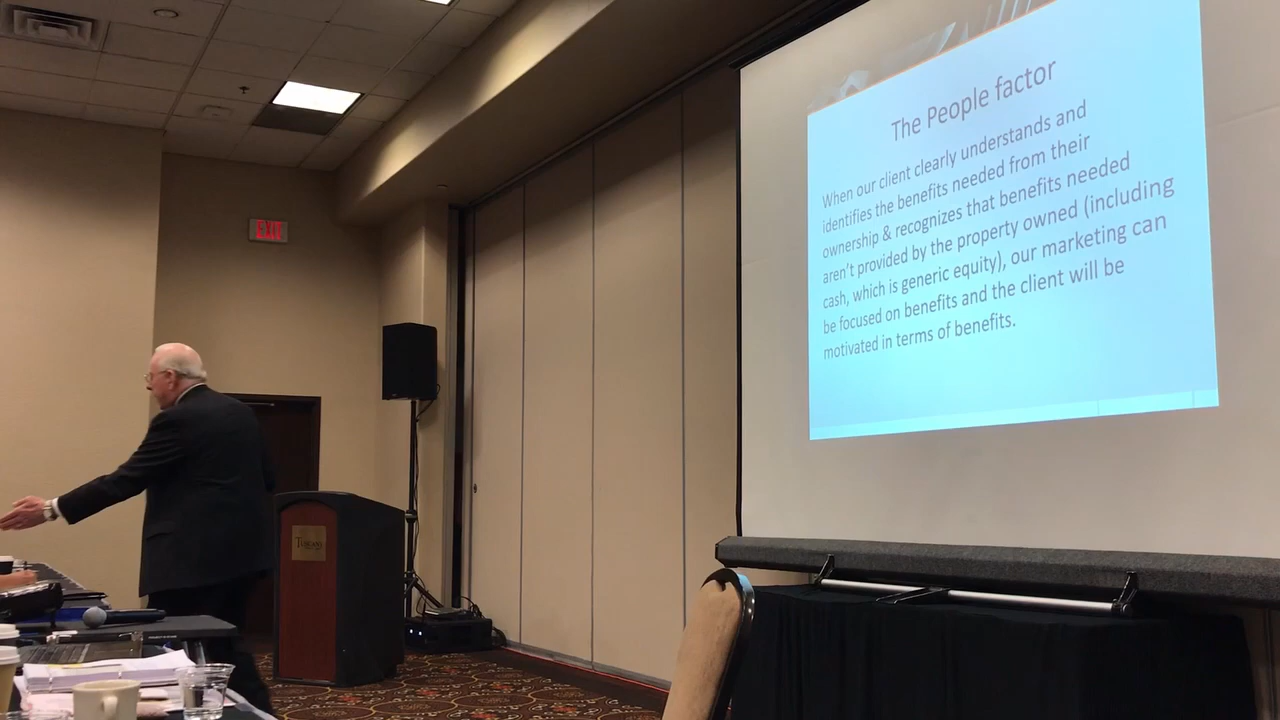 The People factor
When our client clearly understands and
identifies the benefits needed from their
ownership & recognizes that benefits needed
aren't provided by the property owned (including
cash, which is generic equity), our marketing can
be focused on benefits and the client will be
motivated in terms of benefits.
EXIT
TUSCANY